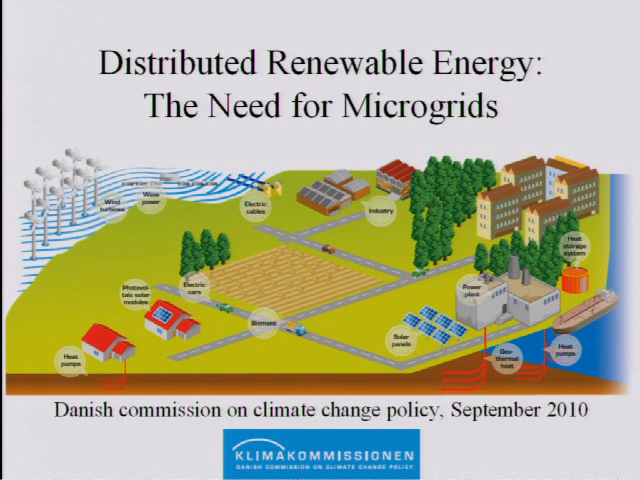 Distributed Renewable Energy:
The Need for Microgrids
Wind
turbines
Wave
power
Electric
cables
Industry
Heat
storage
system
Photovol-
taic solar
modules
Electric
cars
Power
plant
Biomass
Solar
panels
Heat
pumps
Geo-
thermal
heat
Heat
pumps
Danish commission on climate change policy, September 2010
KLIMAKOMMISSIONEN
DANISH COMMISSION ON CLIMATE CHANGE POLICY